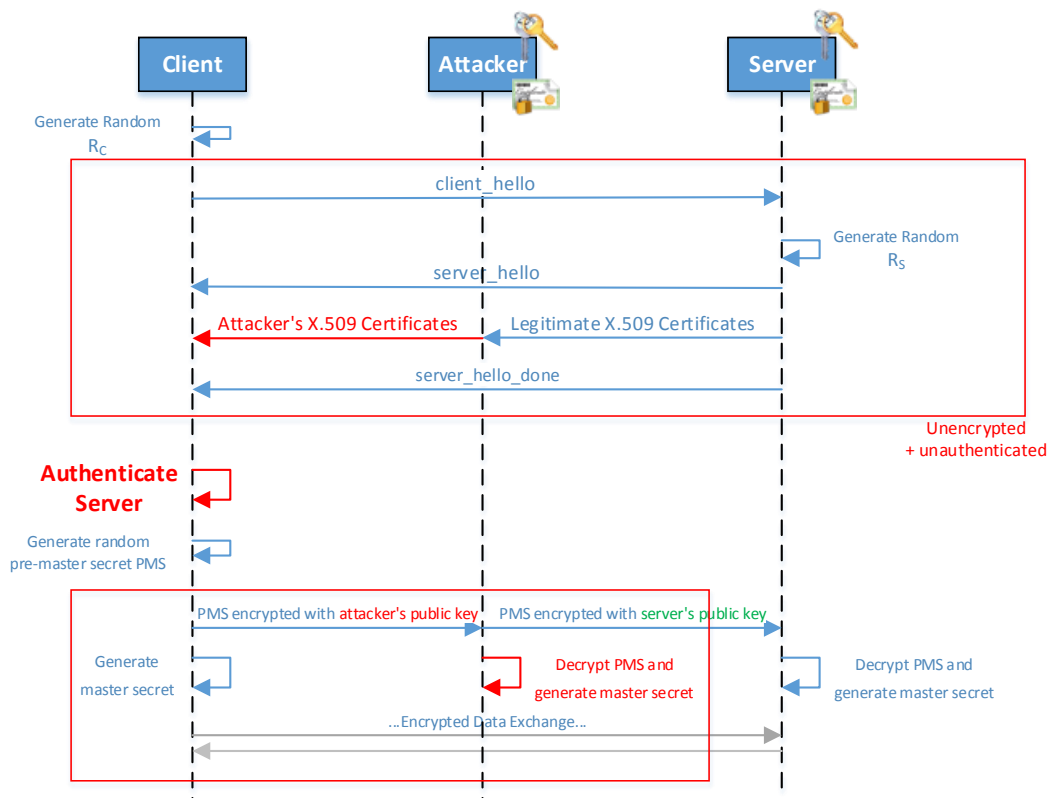 Client
Attacker
Server
Generate Random
R_C
client_hello
Generate Random
R_S
server_hello
Attacker's X.509 Certificates
Legitimate X.509 Certificates
server_hello_done
Unencrypted
+ unauthenticated
Authenticate
Server
Generate random
pre-master secret PMS
PMS encrypted with attacker's public key
PMS encrypted with server's public key
Generate
master secret
Decrypt PMS and
generate master secret
Decrypt PMS and
generate master secret
...Encrypted Data Exchange...